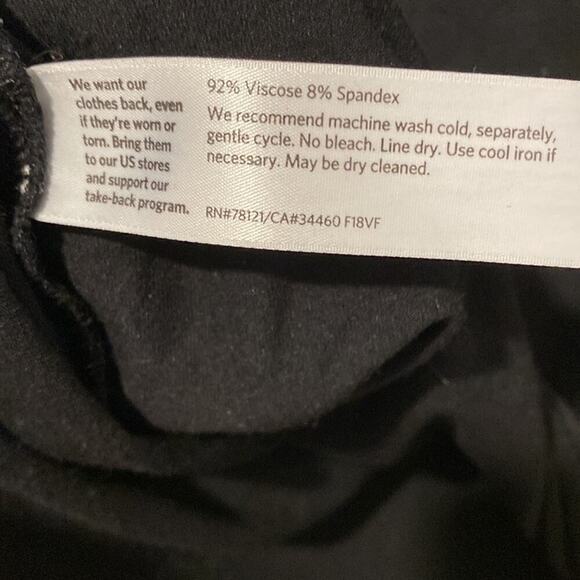 We want our
clothes back, even
if they're worn or
torn. Bring them
to our US stores
and support our
take-back program.
92% Viscose 8% Spandex
We recommend machine wash cold, separately,
gentle cycle. No bleach. Line dry. Use cool iron if
necessary. May be dry cleaned.
RN#78121/CA#34460 F18VF